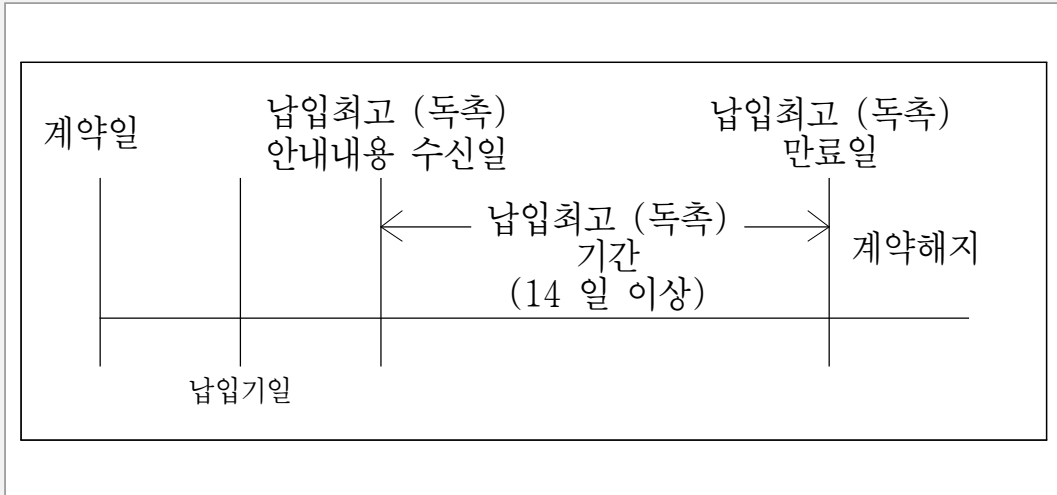 계약일
납입최고 (독촉)
안내내용 수신일
납입최고 (독촉)
만료일
납입최고 (독촉)
기간
(14 일 이상)
계약해지
납입기일